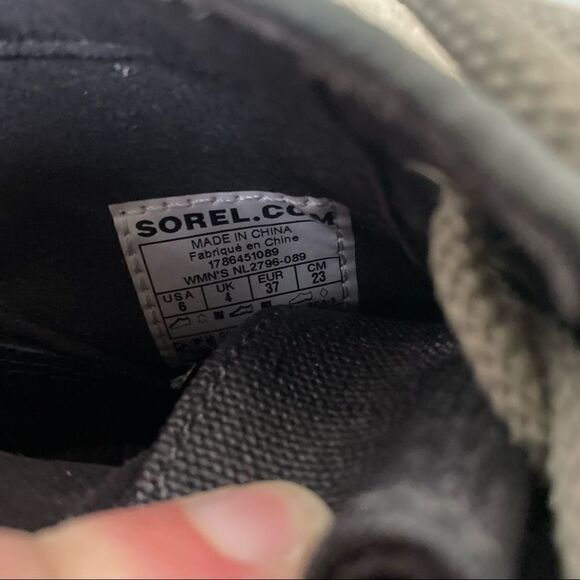 SOREL.COM
MADE IN CHINA
Fabriqué en Chine
1786451089
WMN'S NL2796-089
USA UK EUR CM
6 4 37 23